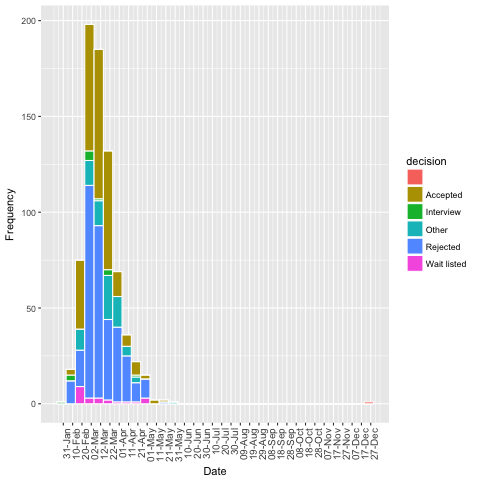 200
150
100
50
0
Frequency
31-Jan
10-Feb
20-Feb
02-Mar
12-Mar
22-Mar
01-Apr
11-Apr
21-Apr
01-May
11-May
21-May
31-May
10-Jun
20-Jun
30-Jun
10-Jul
20-Jul
30-Jul
09-Aug
19-Aug
29-Aug
08-Sep
18-Sep
28-Sep
08-Oct
18-Oct
28-Oct
07-Nov
17-Nov
27-Nov
07-Dec
17-Dec
27-Dec
Date
decision
Accepted
Interview
Other
Rejected
Wait listed